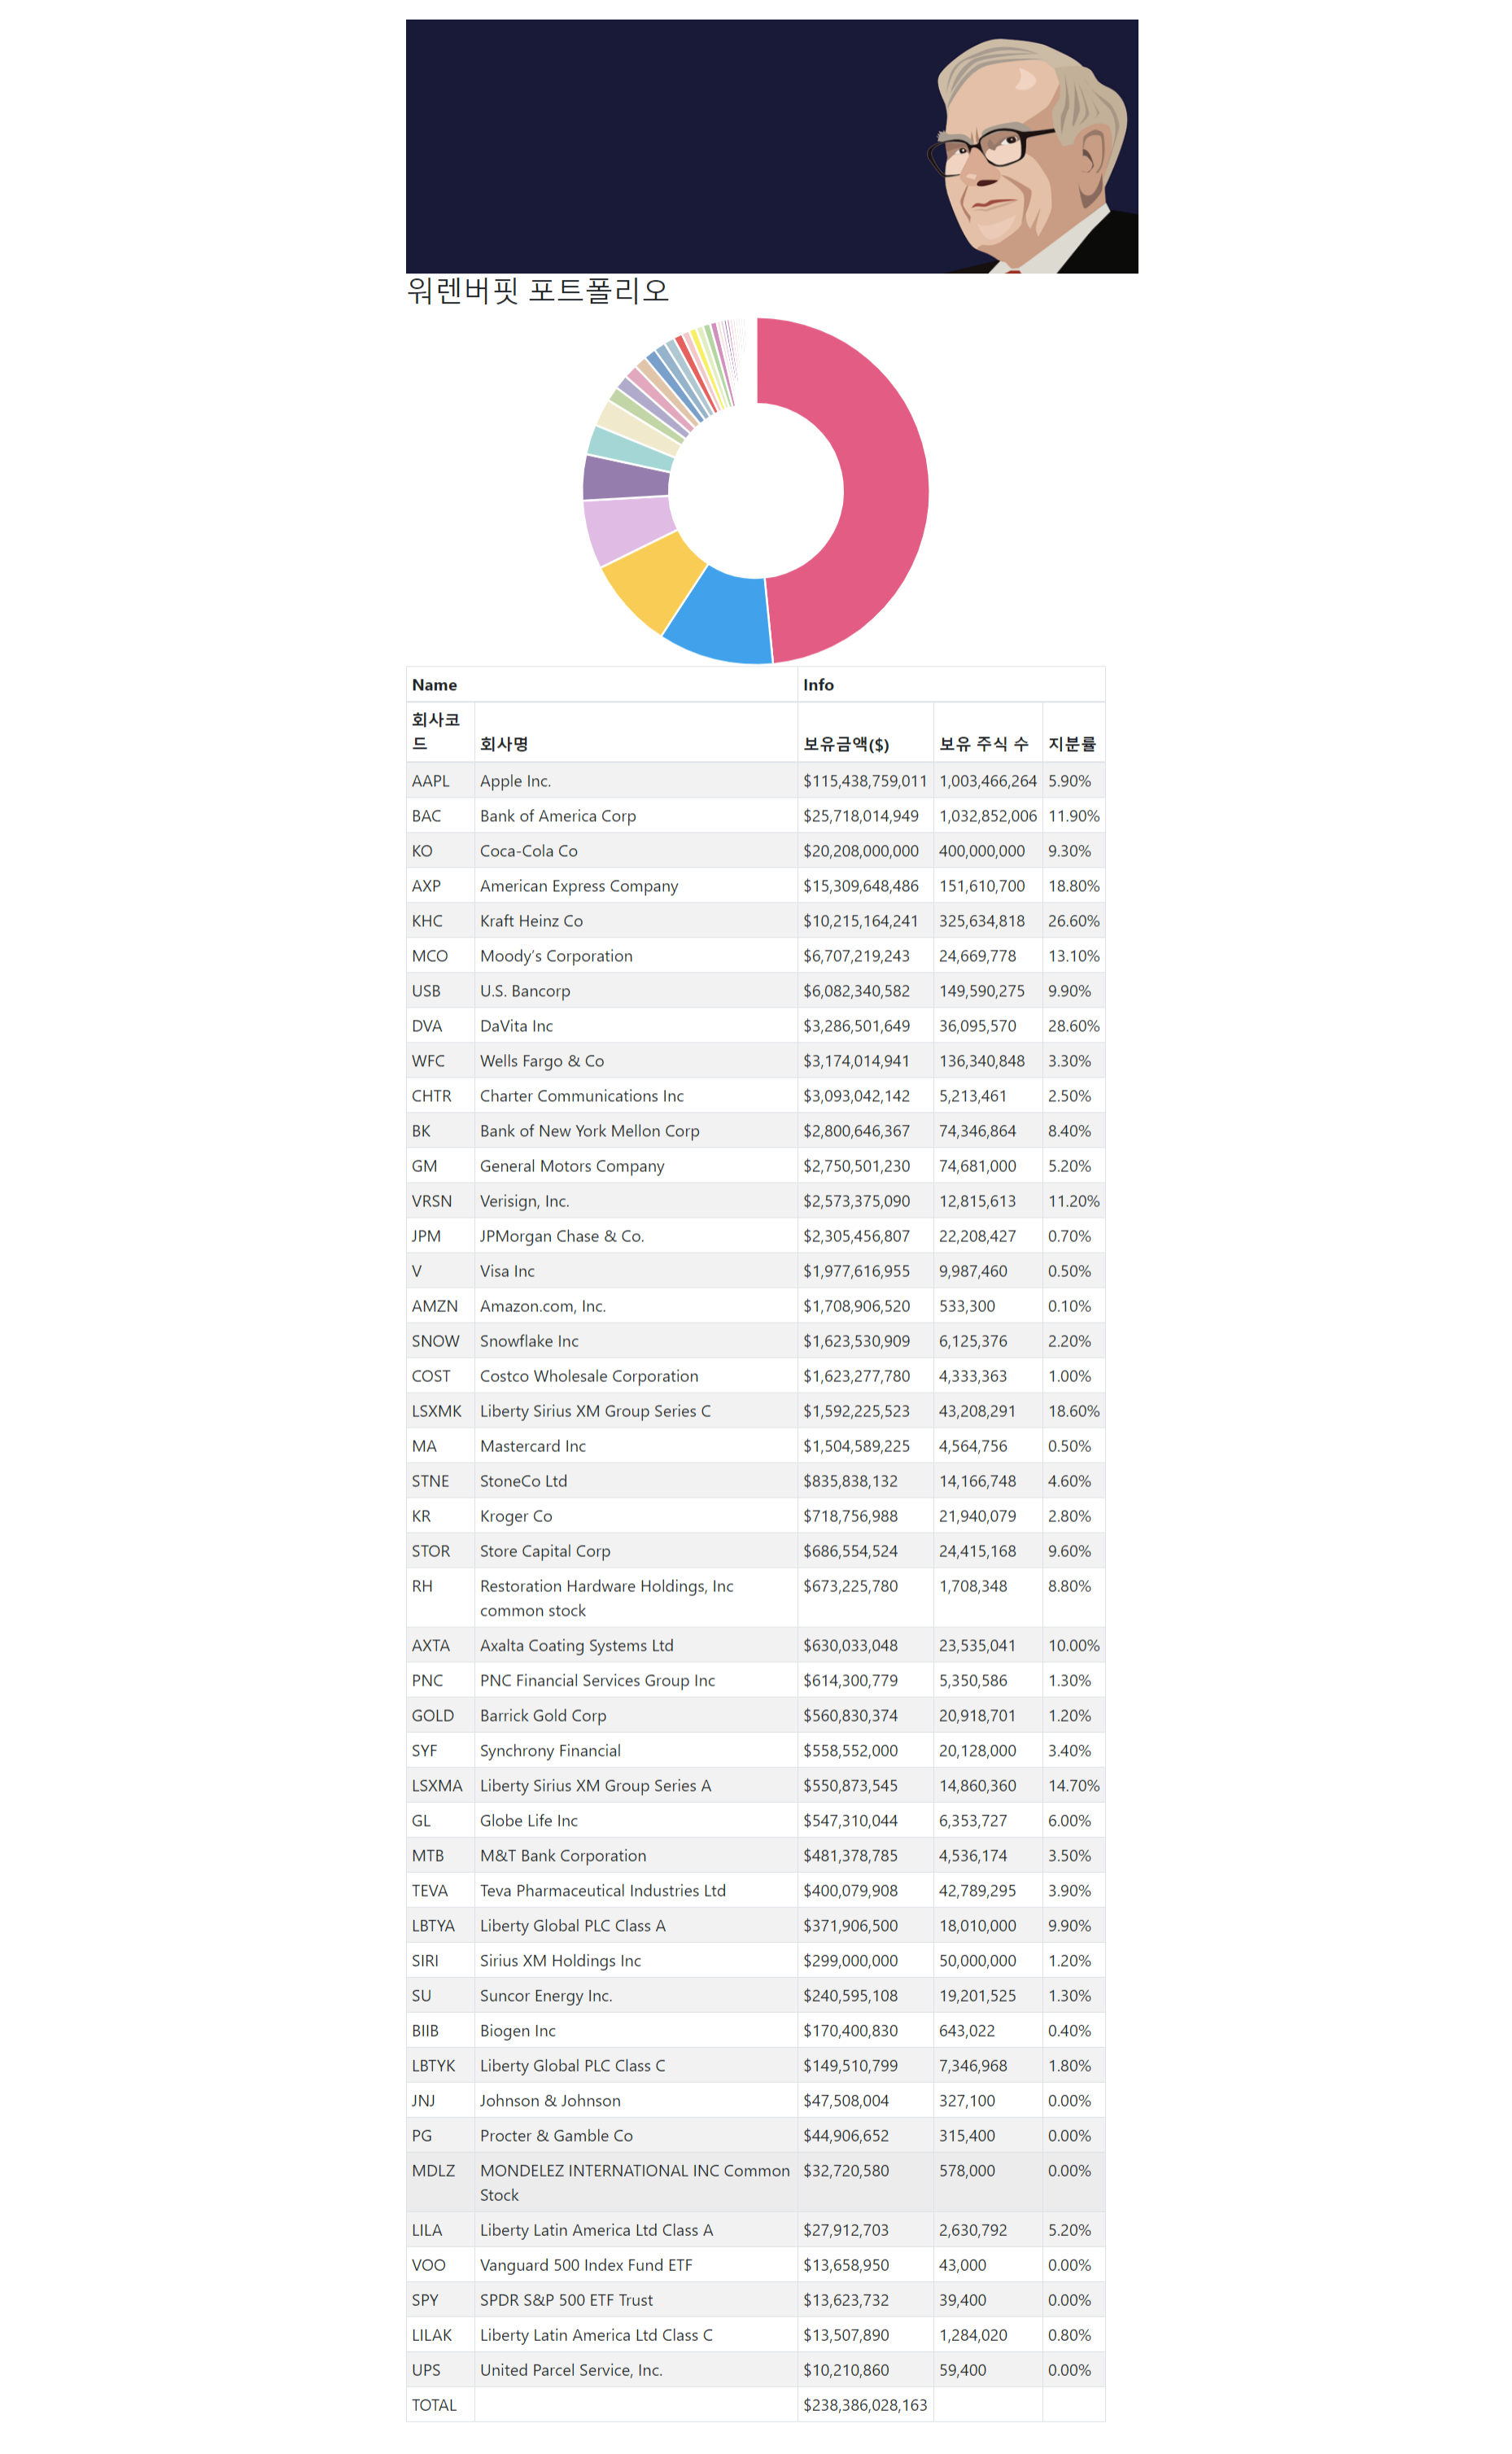 워렌버핏 포트폴리오
Name Info
회사코
드 회사명 보유금액($) 보유 주식 수 지분률
AAPL Apple Inc. $115,438,759,011 1,003,466,264 5.90%
BAC Bank of America Corp $25,718,014,949 1,032,852,006 11.90%
KO Coca-Cola Co $20,208,000,000 400,000,000 9.30%
AXP American Express Company $15,309,648,486 151,610,700 18.80%
KHC Kraft Heinz Co $10,215,164,241 325,634,818 26.60%
MCO Moody's Corporation $6,707,219,243 24,669,778 13.10%
USB U.S. Bancorp $6,082,340,582 149,590,275 9.90%
DVA DaVita Inc $3,286,501,649 36,095,570 28.60%
WFC Wells Fargo & Co $3,174,014,941 136,340,848 3.30%
CHTR Charter Communications Inc $3,093,042,142 5,213,461 2.50%
BK Bank of New York Mellon Corp $2,800,646,367 74,346,864 8.40%
GM General Motors Company $2,750,501,230 74,681,000 5.20%
VRSN Verisign, Inc. $2,573,375,090 12,815,613 11.20%
JPM JPMorgan Chase & Co. $2,305,456,807 22,208,427 0.70%
V Visa Inc $1,977,616,955 9,987,460 0.50%
AMZN Amazon.com, Inc. $1,708,906,520 533,300 0.10%
SNOW Snowflake Inc $1,623,530,909 6,125,376 2.20%
COST Costco Wholesale Corporation $1,623,277,780 4,333,363 1.00%
LSXMK Liberty Sirius XM Group Series C $1,592,225,523 43,208,291 18.60%
MA Mastercard Inc $1,504,589,225 4,564,756 0.50%
STNE StoneCo Ltd $835,838,132 14,166,748 4.60%
KR Kroger Co $718,756,988 21,940,079 2.80%
STOR Store Capital Corp $686,554,524 24,415,168 9.60%
RH Restoration Hardware Holdings, Inc $673,225,780 1,708,348 8.80%
common stock
AXTA Axalta Coating Systems Ltd $630,033,048 23,535,041 10.00%
PNC PNC Financial Services Group Inc $614,300,779 5,350,586 1.30%
GOLD Barrick Gold Corp $560,830,374 20,918,701 1.20%
SYF Synchrony Financial $558,552,000 20,128,000 3.40%
LSXMA Liberty Sirius XM Group Series A $550,873,545 14,860,360 14.70%
GL Globe Life Inc $547,310,044 6,353,727 6.00%
MTB M&T Bank Corporation $481,378,785 4,536,174 3.50%
TEVA Teva Pharmaceutical Industries Ltd $400,079,908 42,789,295 3.90%
LBTYA Liberty Global PLC Class A $371,906,500 18,010,000 9.90%
SIRI Sirius XM Holdings Inc $299,000,000 50,000,000 1.20%
SU Suncor Energy Inc. $240,595,108 19,201,525 1.30%
BIIB Biogen Inc $170,400,830 643,022 0.40%
LBTYK Liberty Global PLC Class C $149,510,799 7,346,968 1.80%
JNJ Johnson & Johnson $47,508,004 327,100 0.00%
PG Procter & Gamble Co $44,906,652 315,400 0.00%
MDLZ MONDELEZ INTERNATIONAL INC Common $32,720,580 578,000 0.00%
Stock
LILA Liberty Latin America Ltd Class A $27,912,703 2,630,792 5.20%
VOO Vanguard 500 Index Fund ETF $13,658,950 43,000 0.00%
SPY SPDR S&P 500 ETF Trust $13,623,732 39,400 0.00%
LILAK Liberty Latin America Ltd Class C $13,507,890 1,284,020 0.80%
UPS United Parcel Service, Inc. $10,210,860 59,400 0.00%
TOTAL $238,386,028,163